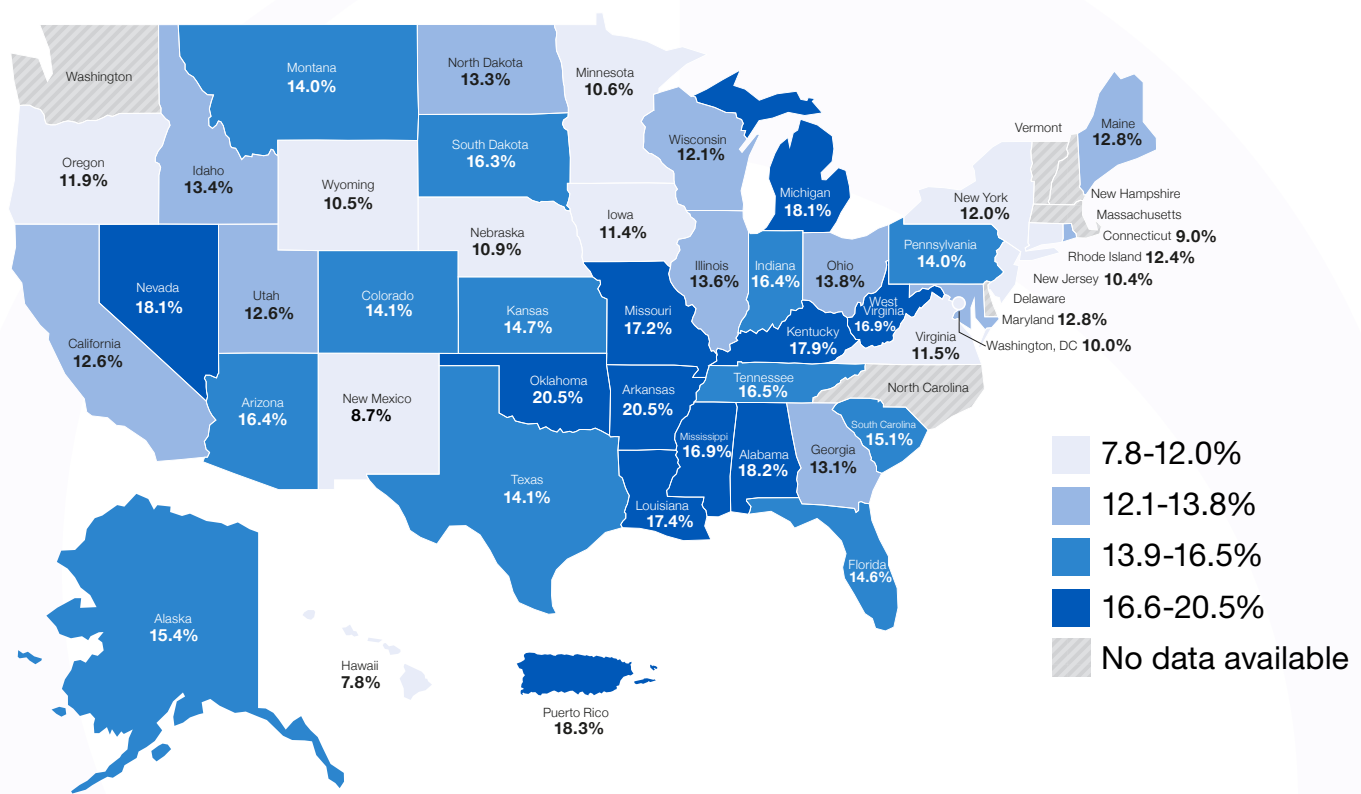 Washington
Montana
14.0%
North Dakota
13.3%
Minnesota
10.6%
Oregon
11.9%
Idaho
13.4%
Wyoming
10.5%
South Dakota
16.3%
Wisconsin
12.1%
Michigan
18.1%
Vermont
Maine
12.8%
New York
12.0%
New Hampshire
Massachusetts
Connecticut 9.0%
Rhode Island 12.4%
New Jersey 10.4%
Delaware
Maryland 12.8%
Washington, DC 10.0%
Nebraska
10.9%
Iowa
11.4%
Illinois
13.6%
Indiana
16.4%
Ohio
13.8%
Pennsylvania
14.0%
Nevada
18.1%
Utah
12.6%
Colorado
14.1%
Kansas
14.7%
Missouri
17.2%
Kentucky
17.9%
West
Virginia
16.9%
Virginia
11.5%
California
12.6%
Arizona
16.4%
New Mexico
8.7%
Oklahoma
20.5%
Arkansas
20.5%
Tennessee
16.5%
North Carolina
South Carolina
15.1%
Mississippi
16.9%
Alabama
18.2%
Georgia
13.1%
Texas
14.1%
Louisiana
17.4%
Florida
14.6%
Alaska
15.4%
Hawaii
7.8%
Puerto Rico
18.3%
7.8-12.0%
12.1-13.8%
13.9-16.5%
16.6-20.5%
No data available